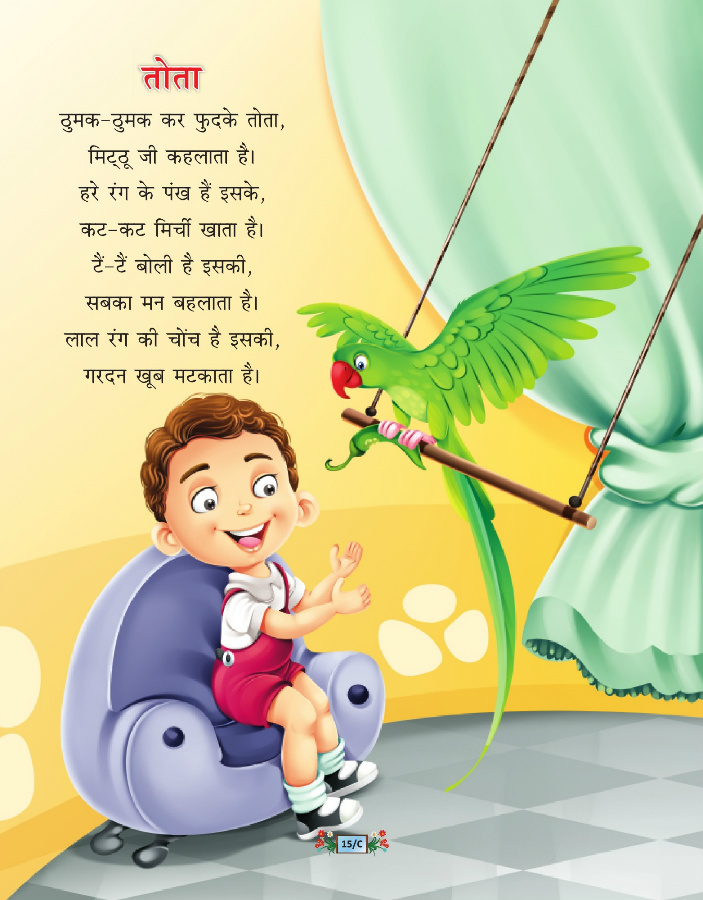 तोता
ठुमक-ठुमक कर फुदके तोता,
मिट्ठू जी कहलाता है।
हरे रंग के पंख हैं इसके,
कट-कट मिर्ची खाता है।
टैं-टैं बोली है इसकी,
सबका मन बहलाता है।
लाल रंग की चोंच है इसकी,
गरदन खूब मटकाता है।
15/C